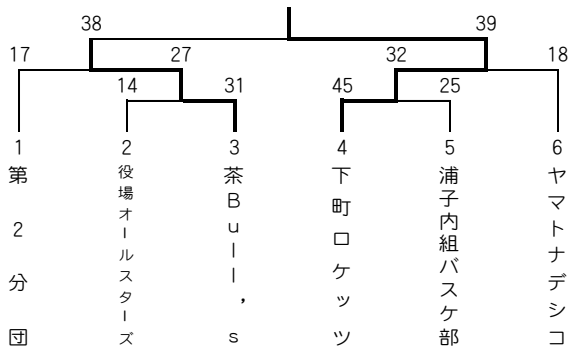 38 39
17 27 32 18
14 31 45 25
1 2 3 4 5 6
第2分団
役場オールスターズ
茶Bull,s
下町ロケッツ
浦子内組バスケ部
ヤマトナデシコ